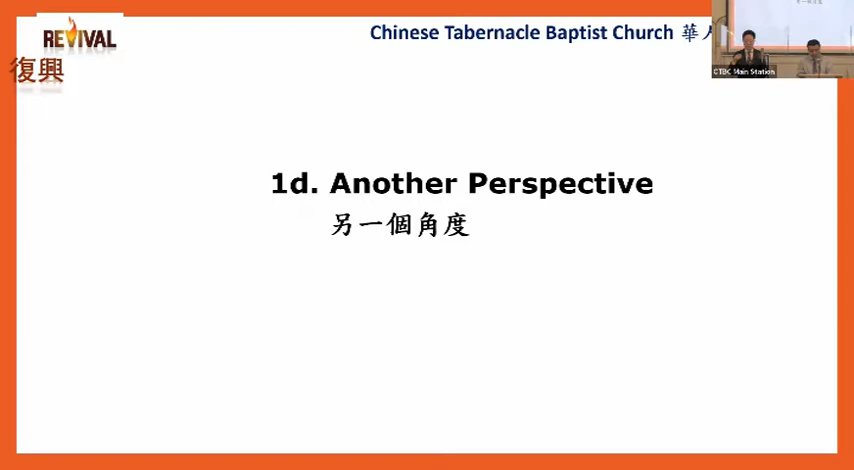 REVIVAL
復興
Chinese Tabernacle Baptist Church 華人
CTBC Main Station
1d. Another Perspective
另一個角度